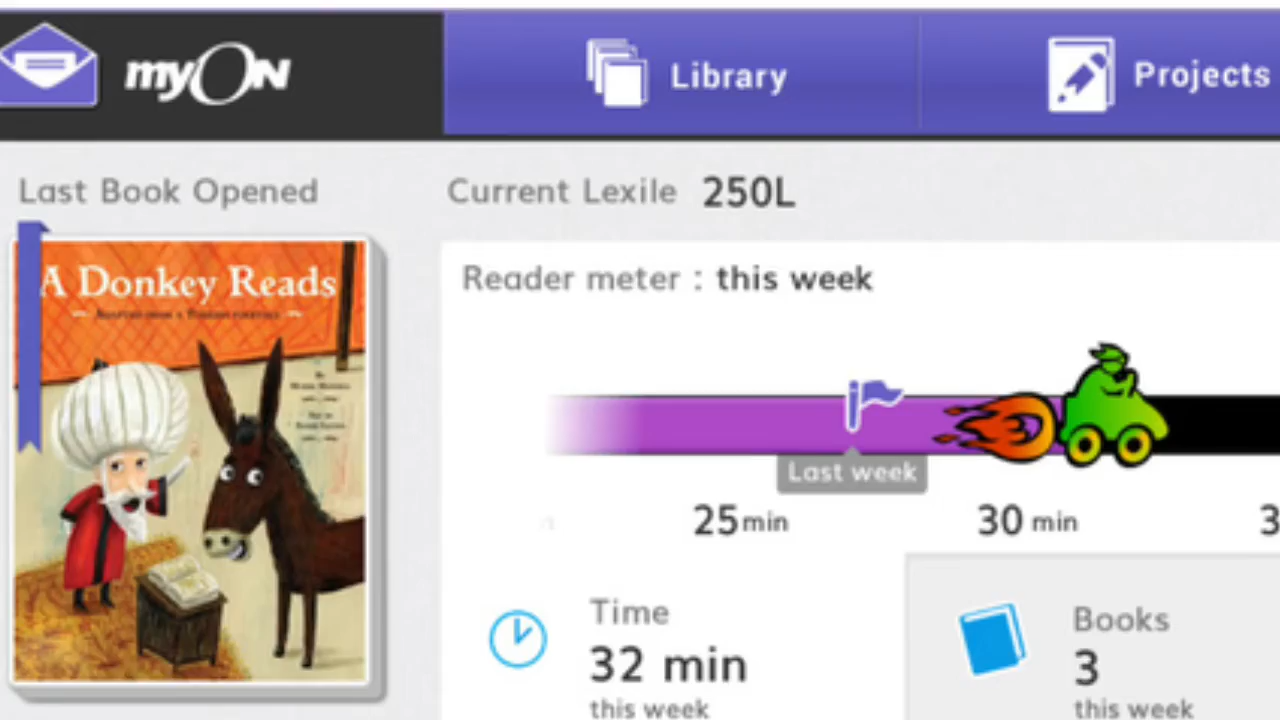 myON
Library
Projects
Last Book Opened
Current Lexile 250L
A Donkey Reads
Reader meter : this week
Last week
25 min
30 min
Time
32 min
this week
Books
3
this week